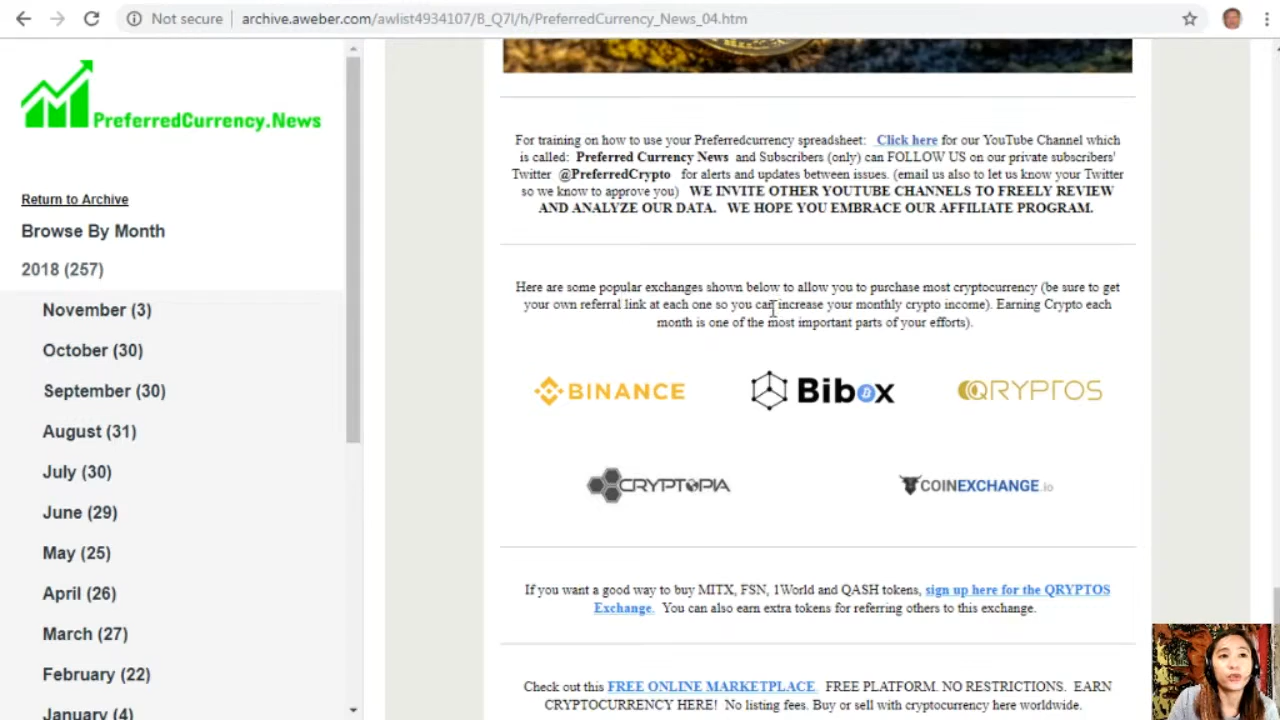 Not secure | archive.aweber.com/awlist4934107/B_Q7l/h/PreferredCurrency_News_04.htm
PreferredCurrency.News
Return to Archive
Browse By Month
2018 (257)
November (3)
October (30)
September (30)
August (31)
July (30)
June (29)
May (25)
April (26)
March (27)
February (22)
January (4)
For training on how to use your Preferredcurrency spreadsheet: Click here for our YouTube Channel which
is called: Preferred Currency News and Subscribers (only) can FOLLOW US on our private subscribers'
Twitter @PreferredCrypto for alerts and updates between issues. (email us also to let us know your Twitter
so we know to approve you) WE INVITE OTHER YOUTUBE CHANNELS TO FREELY REVIEW
AND ANALYZE OUR DATA. WE HOPE YOU EMBRACE OUR AFFILIATE PROGRAM.
Here are some popular exchanges shown below to allow you to purchase most cryptocurrency (be sure to get
your own referral link at each one so you can increase your monthly crypto income). Earning Crypto each
month is one of the most important parts of your efforts).
BINANCE Bibox QRYPTOS
CRYPTOPIA COINEXCHANGE.io
If you want a good way to buy MITX, FSN, 1World and QASH tokens, sign up here for the QRYPTOS
Exchange. You can also earn extra tokens for referring others to this exchange.
Check out this FREE ONLINE MARKETPLACE. FREE PLATFORM. NO RESTRICTIONS. EARN
CRYPTOCURRENCY HERE! No listing fees. Buy or sell with cryptocurrency here worldwide.